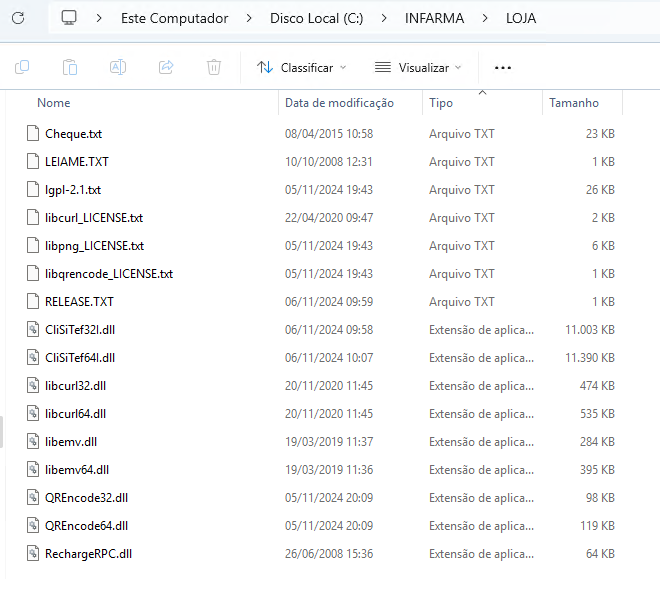 Este Computador > Disco Local (C:) > INFARMA > LOJA
Classificar Visualizar ...
Nome Data de modificação Tipo Tamanho
Cheque.txt 08/04/2015 10:58 Arquivo TXT 23 KB
LEIAME.TXT 10/10/2008 12:31 Arquivo TXT 1 KB
lgpl-2.1.txt 05/11/2024 19:43 Arquivo TXT 26 KB
libcurl_LICENSE.txt 22/04/2020 09:47 Arquivo TXT 2 KB
libpng_LICENSE.txt 05/11/2024 19:43 Arquivo TXT 6 KB
libqrencode_LICENSE.txt 05/11/2024 19:43 Arquivo TXT 1 KB
RELEASE.TXT 06/11/2024 09:59 Arquivo TXT 1 KB
CliSiTef32I.dll 06/11/2024 09:58 Extensão de aplica... 11.003 KB
CliSiTef64I.dll 06/11/2024 10:07 Extensão de aplica... 11.390 KB
libcurl32.dll 20/11/2020 11:45 Extensão de aplica... 474 KB
libcurl64.dll 20/11/2020 11:45 Extensão de aplica... 535 KB
libemv.dll 19/03/2019 11:37 Extensão de aplica... 284 KB
libemv64.dll 19/03/2019 11:36 Extensão de aplica... 395 KB
QREncode32.dll 05/11/2024 20:09 Extensão de aplica... 98 KB
QREncode64.dll 05/11/2024 20:09 Extensão de aplica... 119 KB
RechargeRPC.dll 26/06/2008 15:36 Extensão de aplica... 64 KB